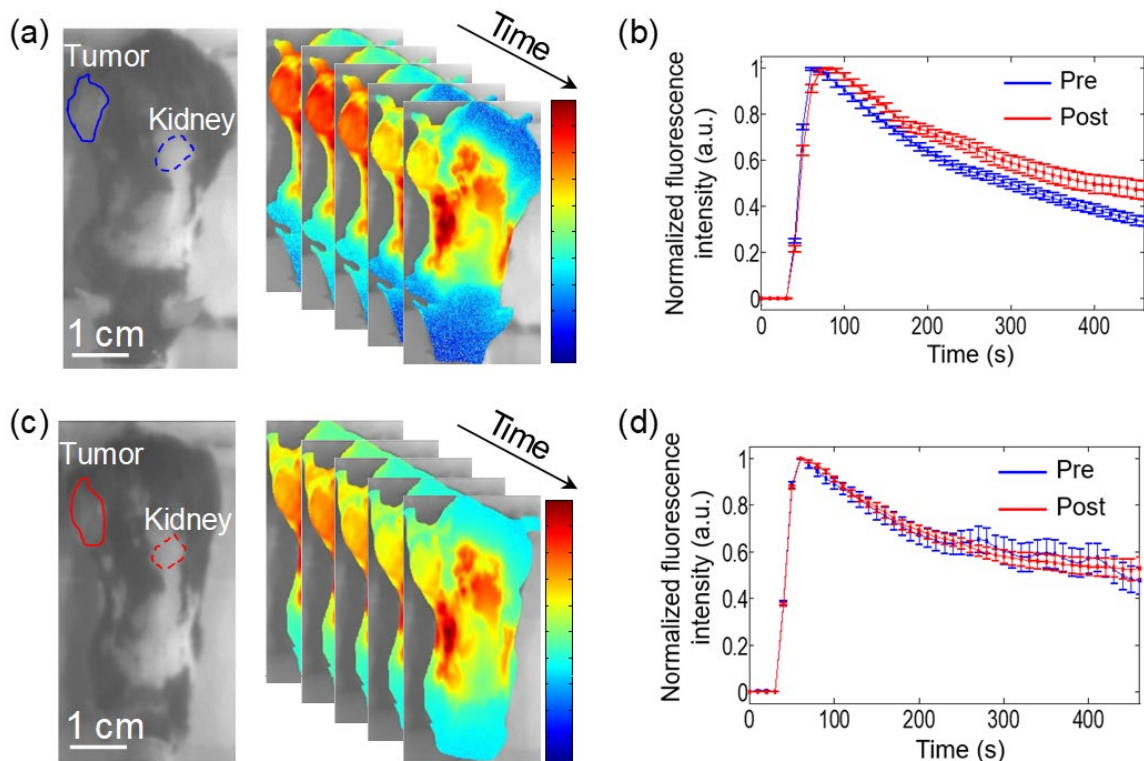 (a)
Tumor
Kidney
1 cm
Time
(b)
Normalized fluorescence
intensity (a.u.)
1
0.8
0.6
0.4
0.2
0
Pre
Post
0 100 200 300 400
Time (s)
(c)
Tumor
Kidney
1 cm
Time
(d)
Normalized fluorescence
intensity (a.u.)
1
0.8
0.6
0.4
0.2
0
Pre
Post
0 100 200 300 400
Time (s)